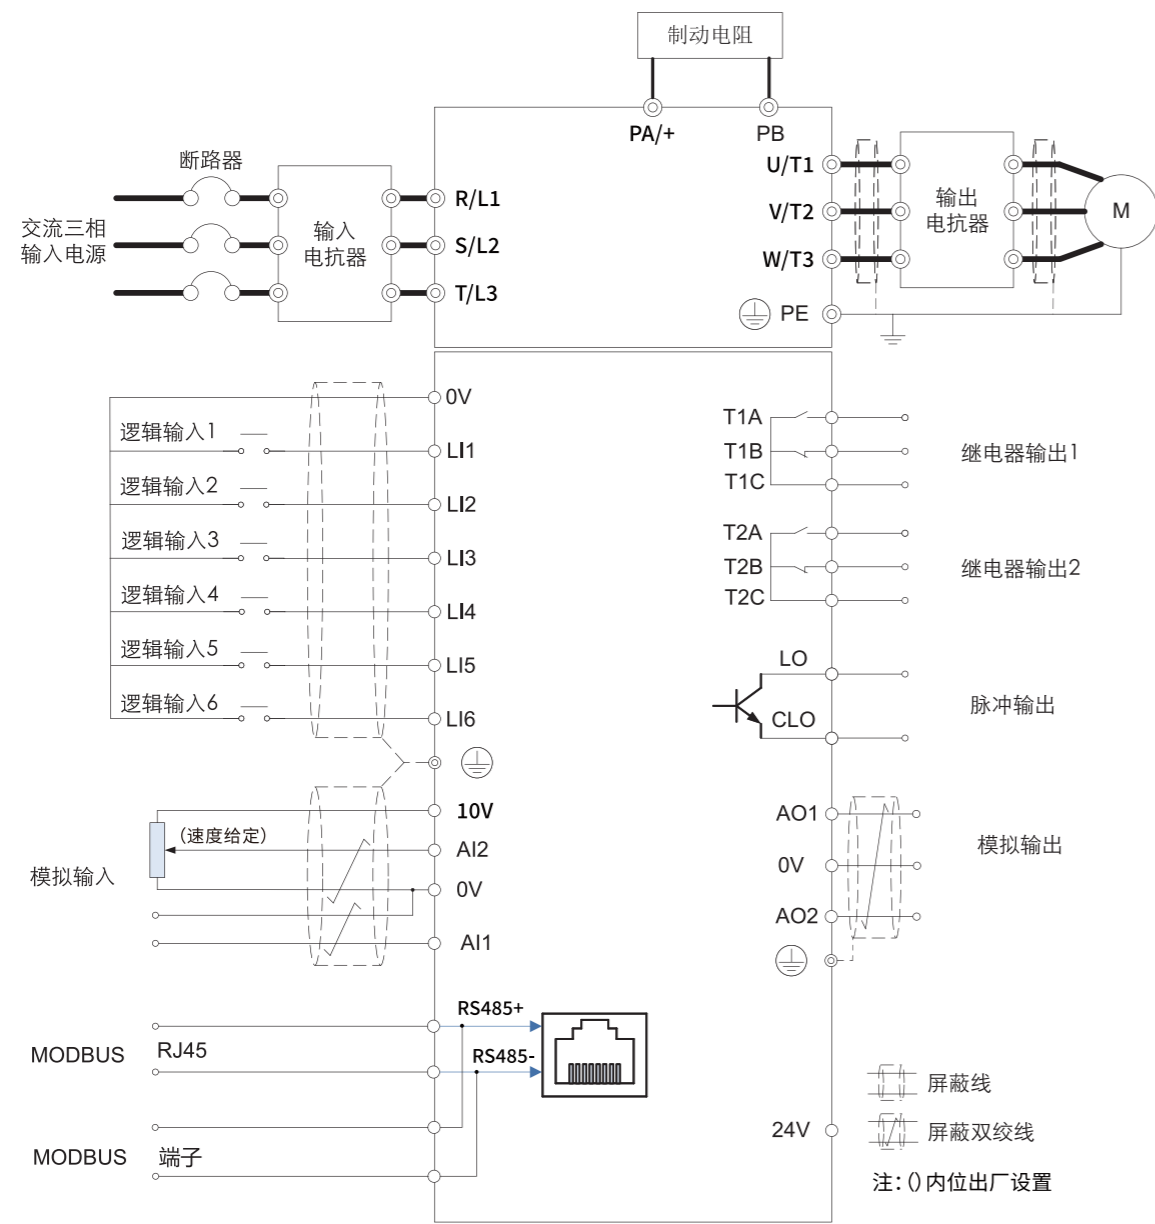 制动电阻
PA/+
PB
断路器
交流三相
输入电源
输入
电抗器
R/L1
S/L2
T/L3
U/T1
V/T2
W/T3
PE
输出
电抗器
M
0V
逻辑输入1
LI1
逻辑输入2
LI2
逻辑输入3
LI3
逻辑输入4
LI4
逻辑输入5
LI5
逻辑输入6
LI6
T1A
T1B
T1C
继电器输出1
T2A
T2B
T2C
继电器输出2
LO
CLO
脉冲输出
10V
(速度给定)
AI2
模拟输入
0V
AI1
AO1
0V
AO2
模拟输出
RS485+
RS485-
MODBUS RJ45
MODBUS 端子
24V
屏蔽线
屏蔽双绞线
注：()内位出厂设置